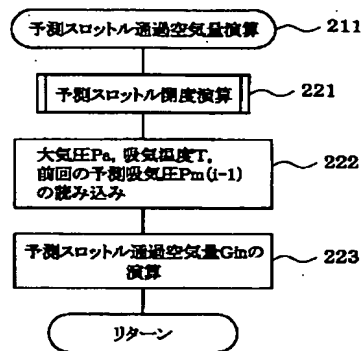 予測スロットル通過空気量演算 211
予測スロットル開度演算 221
大気圧Pa, 吸気温度T,
前回の予測吸気圧Pm(i-1) 222
の読み込み
予測スロットル通過空気量Ginの 223
演算
リターン